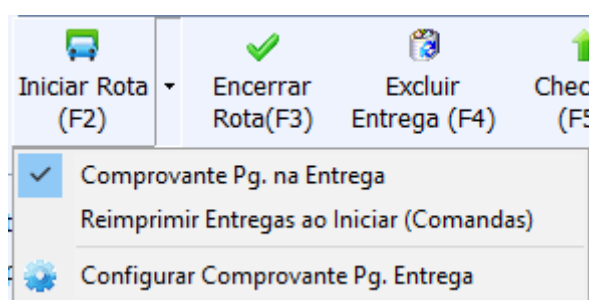 Iniciar Rota
(F2)
Encerrar
Rota(F3)
Excluir
Entrega (F4)
Comprovante Pg. na Entrega
Reimprimir Entregas ao Iniciar (Comandas)
Configurar Comprovante Pg. Entrega